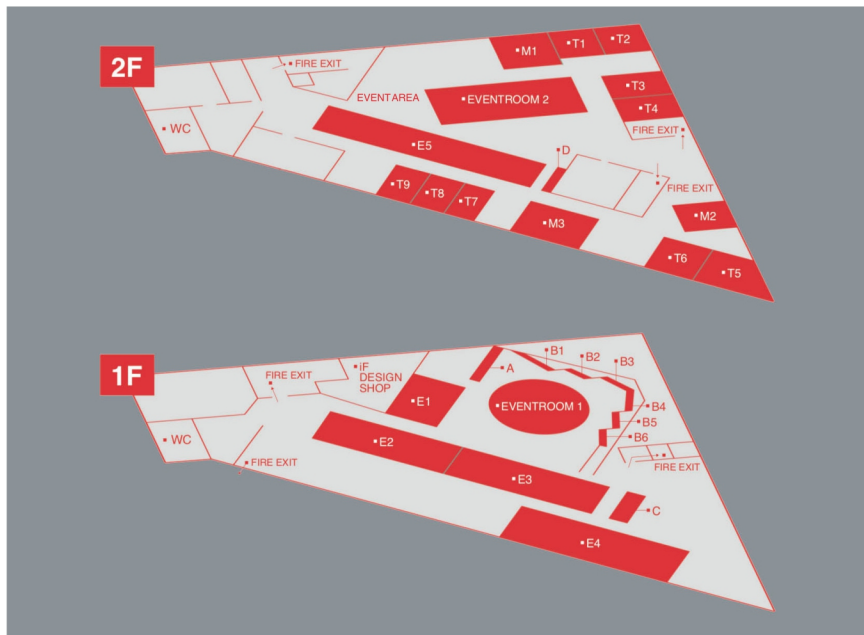 2F
M1
T1
T2
FIRE EXIT
EVENT AREA
EVENTROOM 2
T3
T4
WC
FIRE EXIT
E5
D
FIRE EXIT
T9
T8
T7
M3
M2
T6
T5
1F
iF
DESIGN
SHOP
A
B1
B2
B3
FIRE EXIT
E1
EVENTROOM 1
B4
B5
B6
WC
E2
FIRE EXIT
FIRE EXIT
E3
C
E4